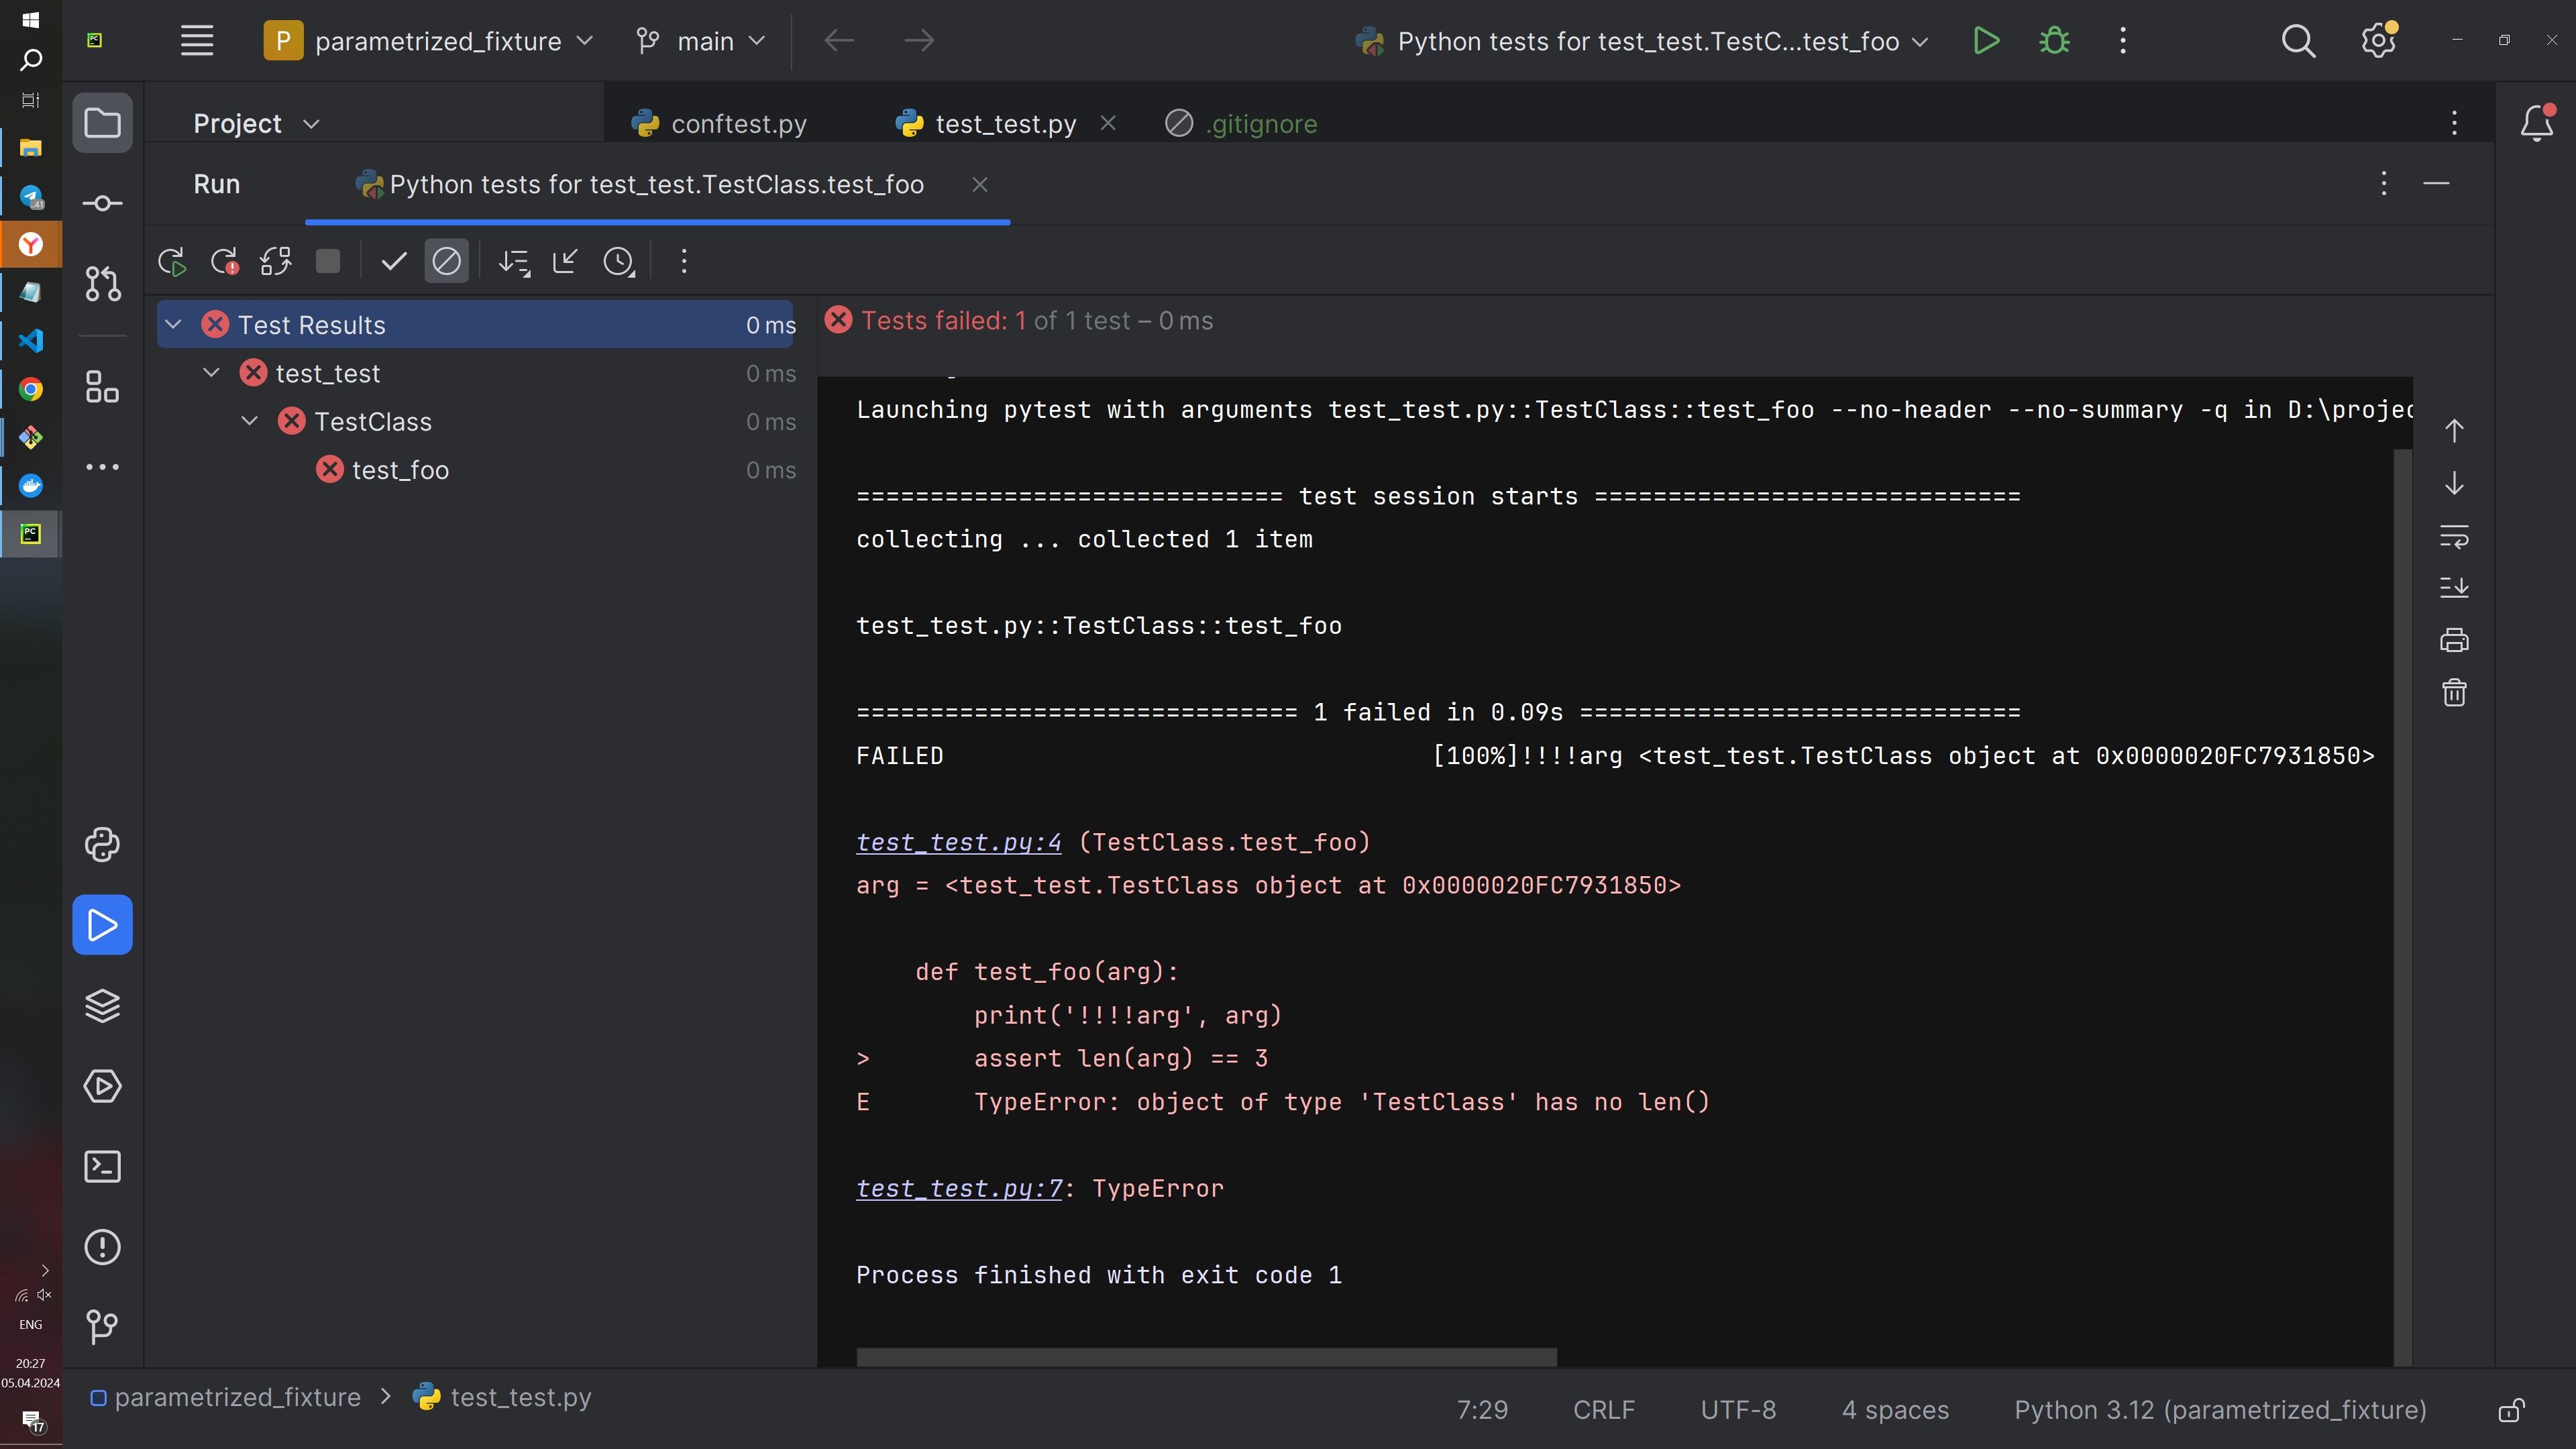 P parametrized_fixture main Python tests for test_test.TestC...test_foo
Project conftest.py test_test.py .gitignore
Run Python tests for test_test.TestClass.test_foo
Test Results 0 ms
test_test 0 ms
TestClass 0 ms
test_foo 0 ms
Tests failed: 1 of 1 test – 0 ms
Launching pytest with arguments test_test.py::TestClass::test_foo --no-header --no-summary -q in D:\projec
============================= test session starts =============================
collecting ... collected 1 item
test_test.py::TestClass::test_foo
============================== 1 failed in 0.09s ==============================
FAILED [100%]!!!!arg <test_test.TestClass object at 0x0000020FC7931850>
test_test.py:4 (TestClass.test_foo)
arg = <test_test.TestClass object at 0x0000020FC7931850>
def test_foo(arg):
print('!!!!arg', arg)
> assert len(arg) == 3
E TypeError: object of type 'TestClass' has no len()
test_test.py:7: TypeError
Process finished with exit code 1
ENG
20:27
05.04.2024
17
parametrized_fixture test_test.py
7:29 CRLF UTF-8 4 spaces Python 3.12 (parametrized_fixture)